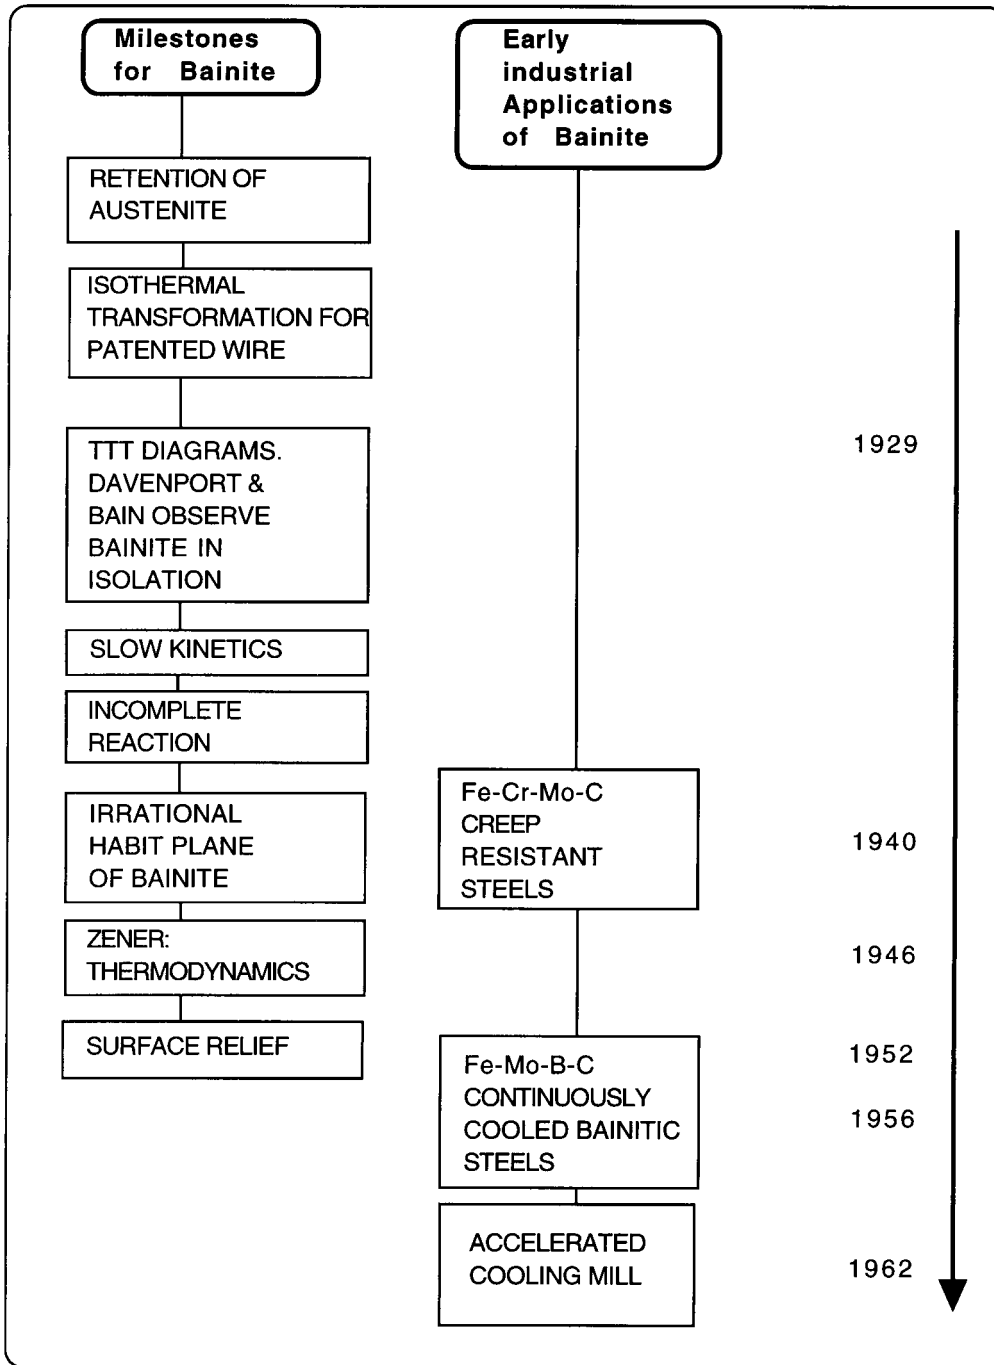 Milestones
for Bainite
RETENTION OF
AUSTENITE
ISOTHERMAL
TRANSFORMATION FOR
PATENTED WIRE
TTT DIAGRAMS.
DAVENPORT &
BAIN OBSERVE
BAINITE IN
ISOLATION
SLOW KINETICS
INCOMPLETE
REACTION
IRRATIONAL
HABIT PLANE
OF BAINITE
ZENER:
THERMODYNAMICS
SURFACE RELIEF
Early
industrial
Applications
of Bainite
Fe-Cr-Mo-C
CREEP
RESISTANT
STEELS
Fe-Mo-B-C
CONTINUOUSLY
COOLED BAINITIC
STEELS
ACCELERATED
COOLING MILL
1929
1940
1946
1952
1956
1962